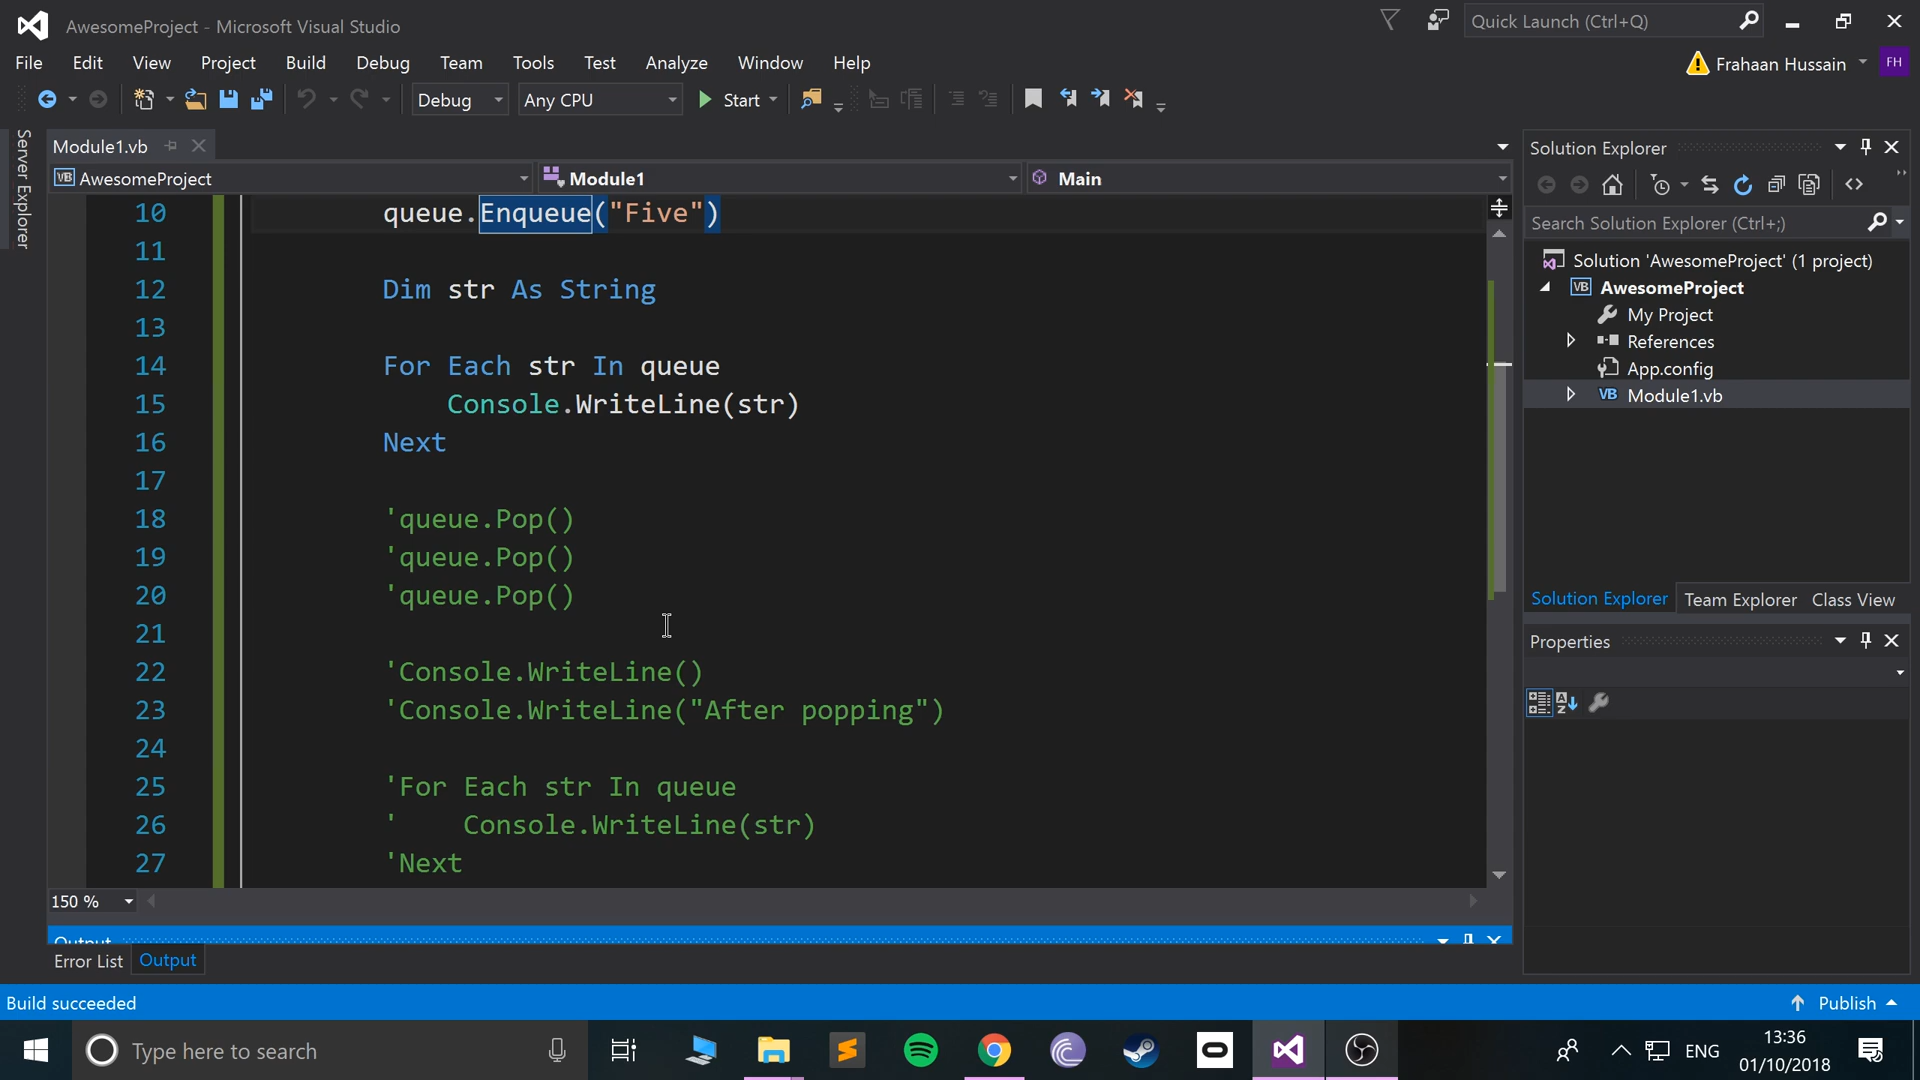 AwesomeProject - Microsoft Visual Studio
Quick Launch (Ctrl+Q)
File Edit View Project Build Debug Team Tools Test Analyze Window Help
Frahaan Hussain FH
Debug Any CPU Start
Server Explorer
Module1.vb
VB AwesomeProject Module1 Main
10 queue.Enqueue("Five")
11
12 Dim str As String
13
14 For Each str In queue
15 Console.WriteLine(str)
16 Next
17
18 'queue.Pop()
19 'queue.Pop()
20 'queue.Pop()
21
22 'Console.WriteLine()
23 'Console.WriteLine("After popping")
24
25 'For Each str In queue
26 '    Console.WriteLine(str)
27 'Next
150 %
Output
Error List Output
Solution Explorer
Search Solution Explorer (Ctrl+;)
Solution 'AwesomeProject' (1 project)
VB AwesomeProject
My Project
References
App.config
VB Module1.vb
Solution Explorer Team Explorer Class View
Properties
Build succeeded
Publish
Type here to search
ENG
13:36
01/10/2018